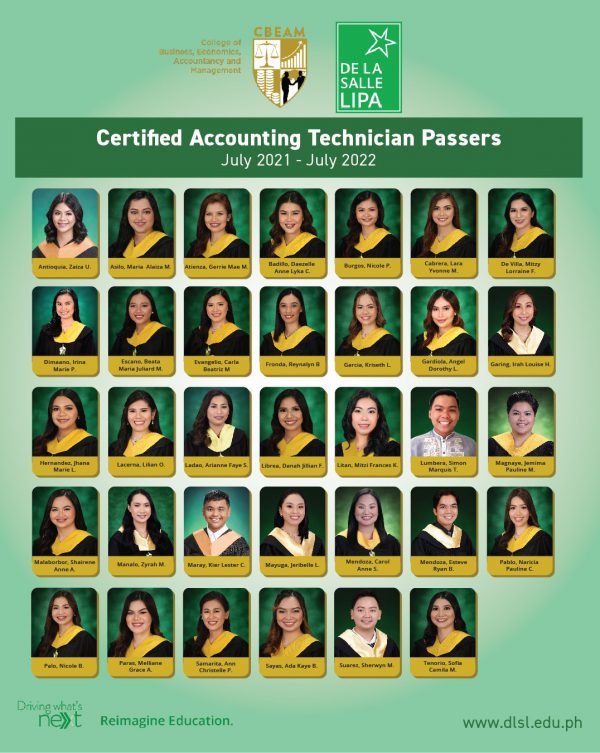 CBEAM
College of
Business, Economics,
Accountancy and
Management
DE LA
SALLE
LIPA
Certified Accounting Technician Passers
July 2021 - July 2022
Antioquia, Zaiza U.
Asilo, Maria Alaiza M.
Atienza, Gerrie Mae M.
Badillo, Daezelle
Anne Lyka C.
Burgos, Nicole P.
Cabrera, Lara
Yvonne M.
De Villa, Mitzy
Lorraine F.
Dimaano, Irina
Marie P.
Escano, Beata
Maria Juliard M.
Evangelio, Carla
Beatriz M
Fronda, Reynalyn B
Garcia, Kriseth L.
Gardiola, Angel
Dorothy L.
Garing, Irah Louise H.
Hernandez, Jhana
Marie L.
Lacerna, Lilian O.
Ladao, Arianne Faye S.
Librea, Danah Jillian F.
Litan, Mitzi Frances K.
Lumbera, Simon
Marquis T.
Magnaye, Jemima
Pauline M.
Malaborbor, Shairene
Anne A.
Manalo, Zyrah M.
Maray, Kier Lester C.
Mayuga, Jeribelle L.
Mendoza, Carol
Anne S.
Mendoza, Esteve
Ryan B.
Pablo, Naricia
Pauline C.
Palo, Nicole B.
Paras, Melliane
Grace A.
Samarita, Ann
Christelle P.
Sayas, Ada Kaye B.
Suarez, Sherwyn M.
Tenorio, Sofia
Camila M.
Driving what's
next
Reimagine Education.
www.dlsl.edu.ph